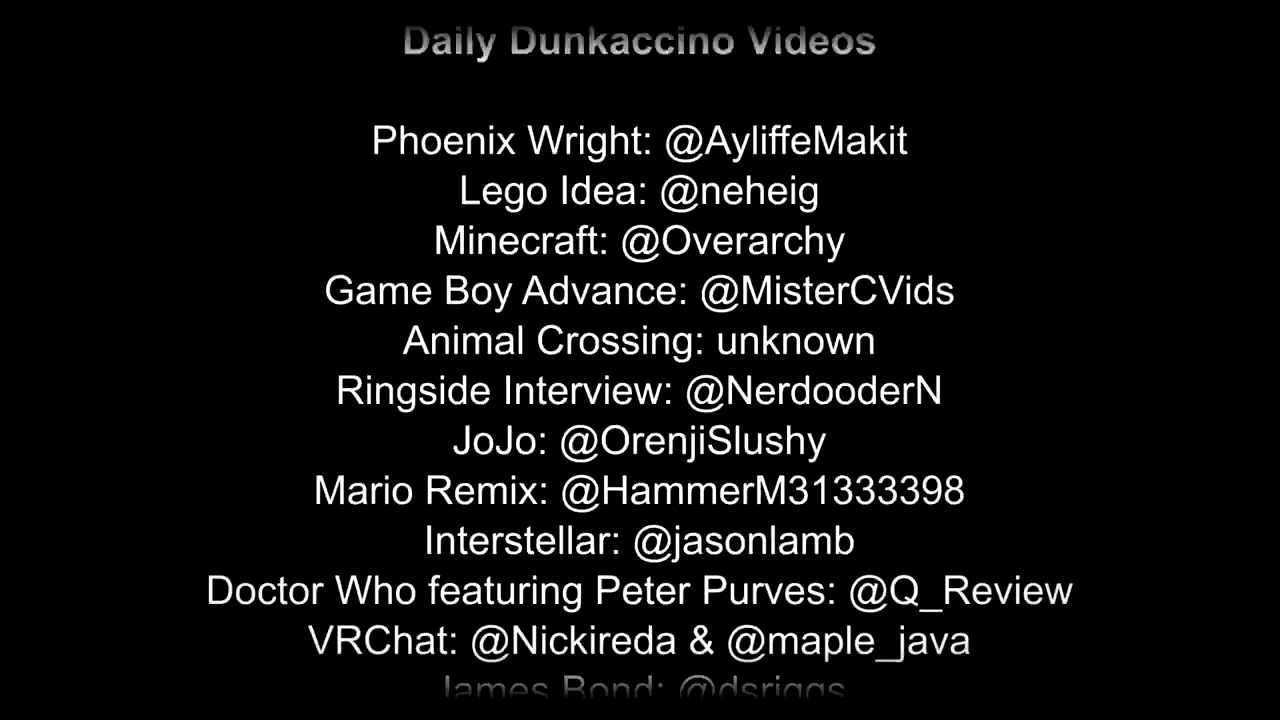 Daily Dunkaccino Videos
Phoenix Wright: @AyliffeMakit
Lego Idea: @neheig
Minecraft: @Overarchy
Game Boy Advance: @MisterCVids
Animal Crossing: unknown
Ringside Interview: @NerdooderN
JoJo: @OrenjiSlushy
Mario Remix: @HammerM31333398
Interstellar: @jasonlamb
Doctor Who featuring Peter Purves: @Q_Review
VRChat: @Nickireda & @maple_java
James Bond: @dsriggs